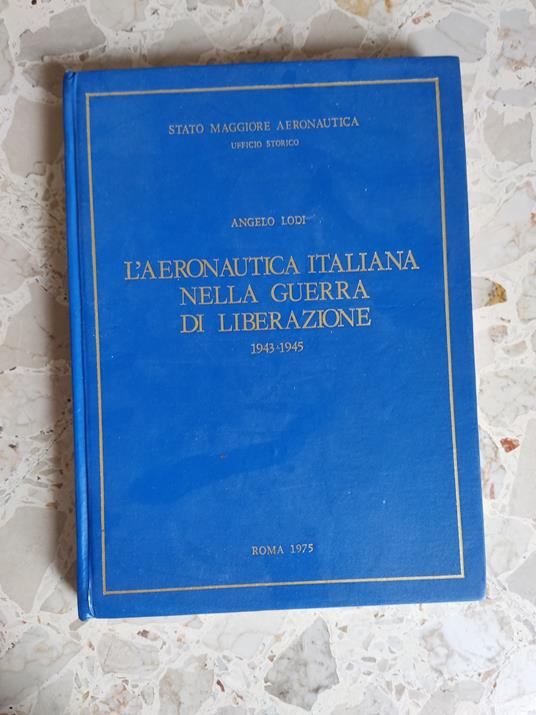 STATO MAGGIORE AERONAUTICA
UFFICIO STORICO
ANGELO LODI
L'AERONAUTICA ITALIANA
NELLA GUERRA
DI LIBERAZIONE
1943-1945
ROMA 1975